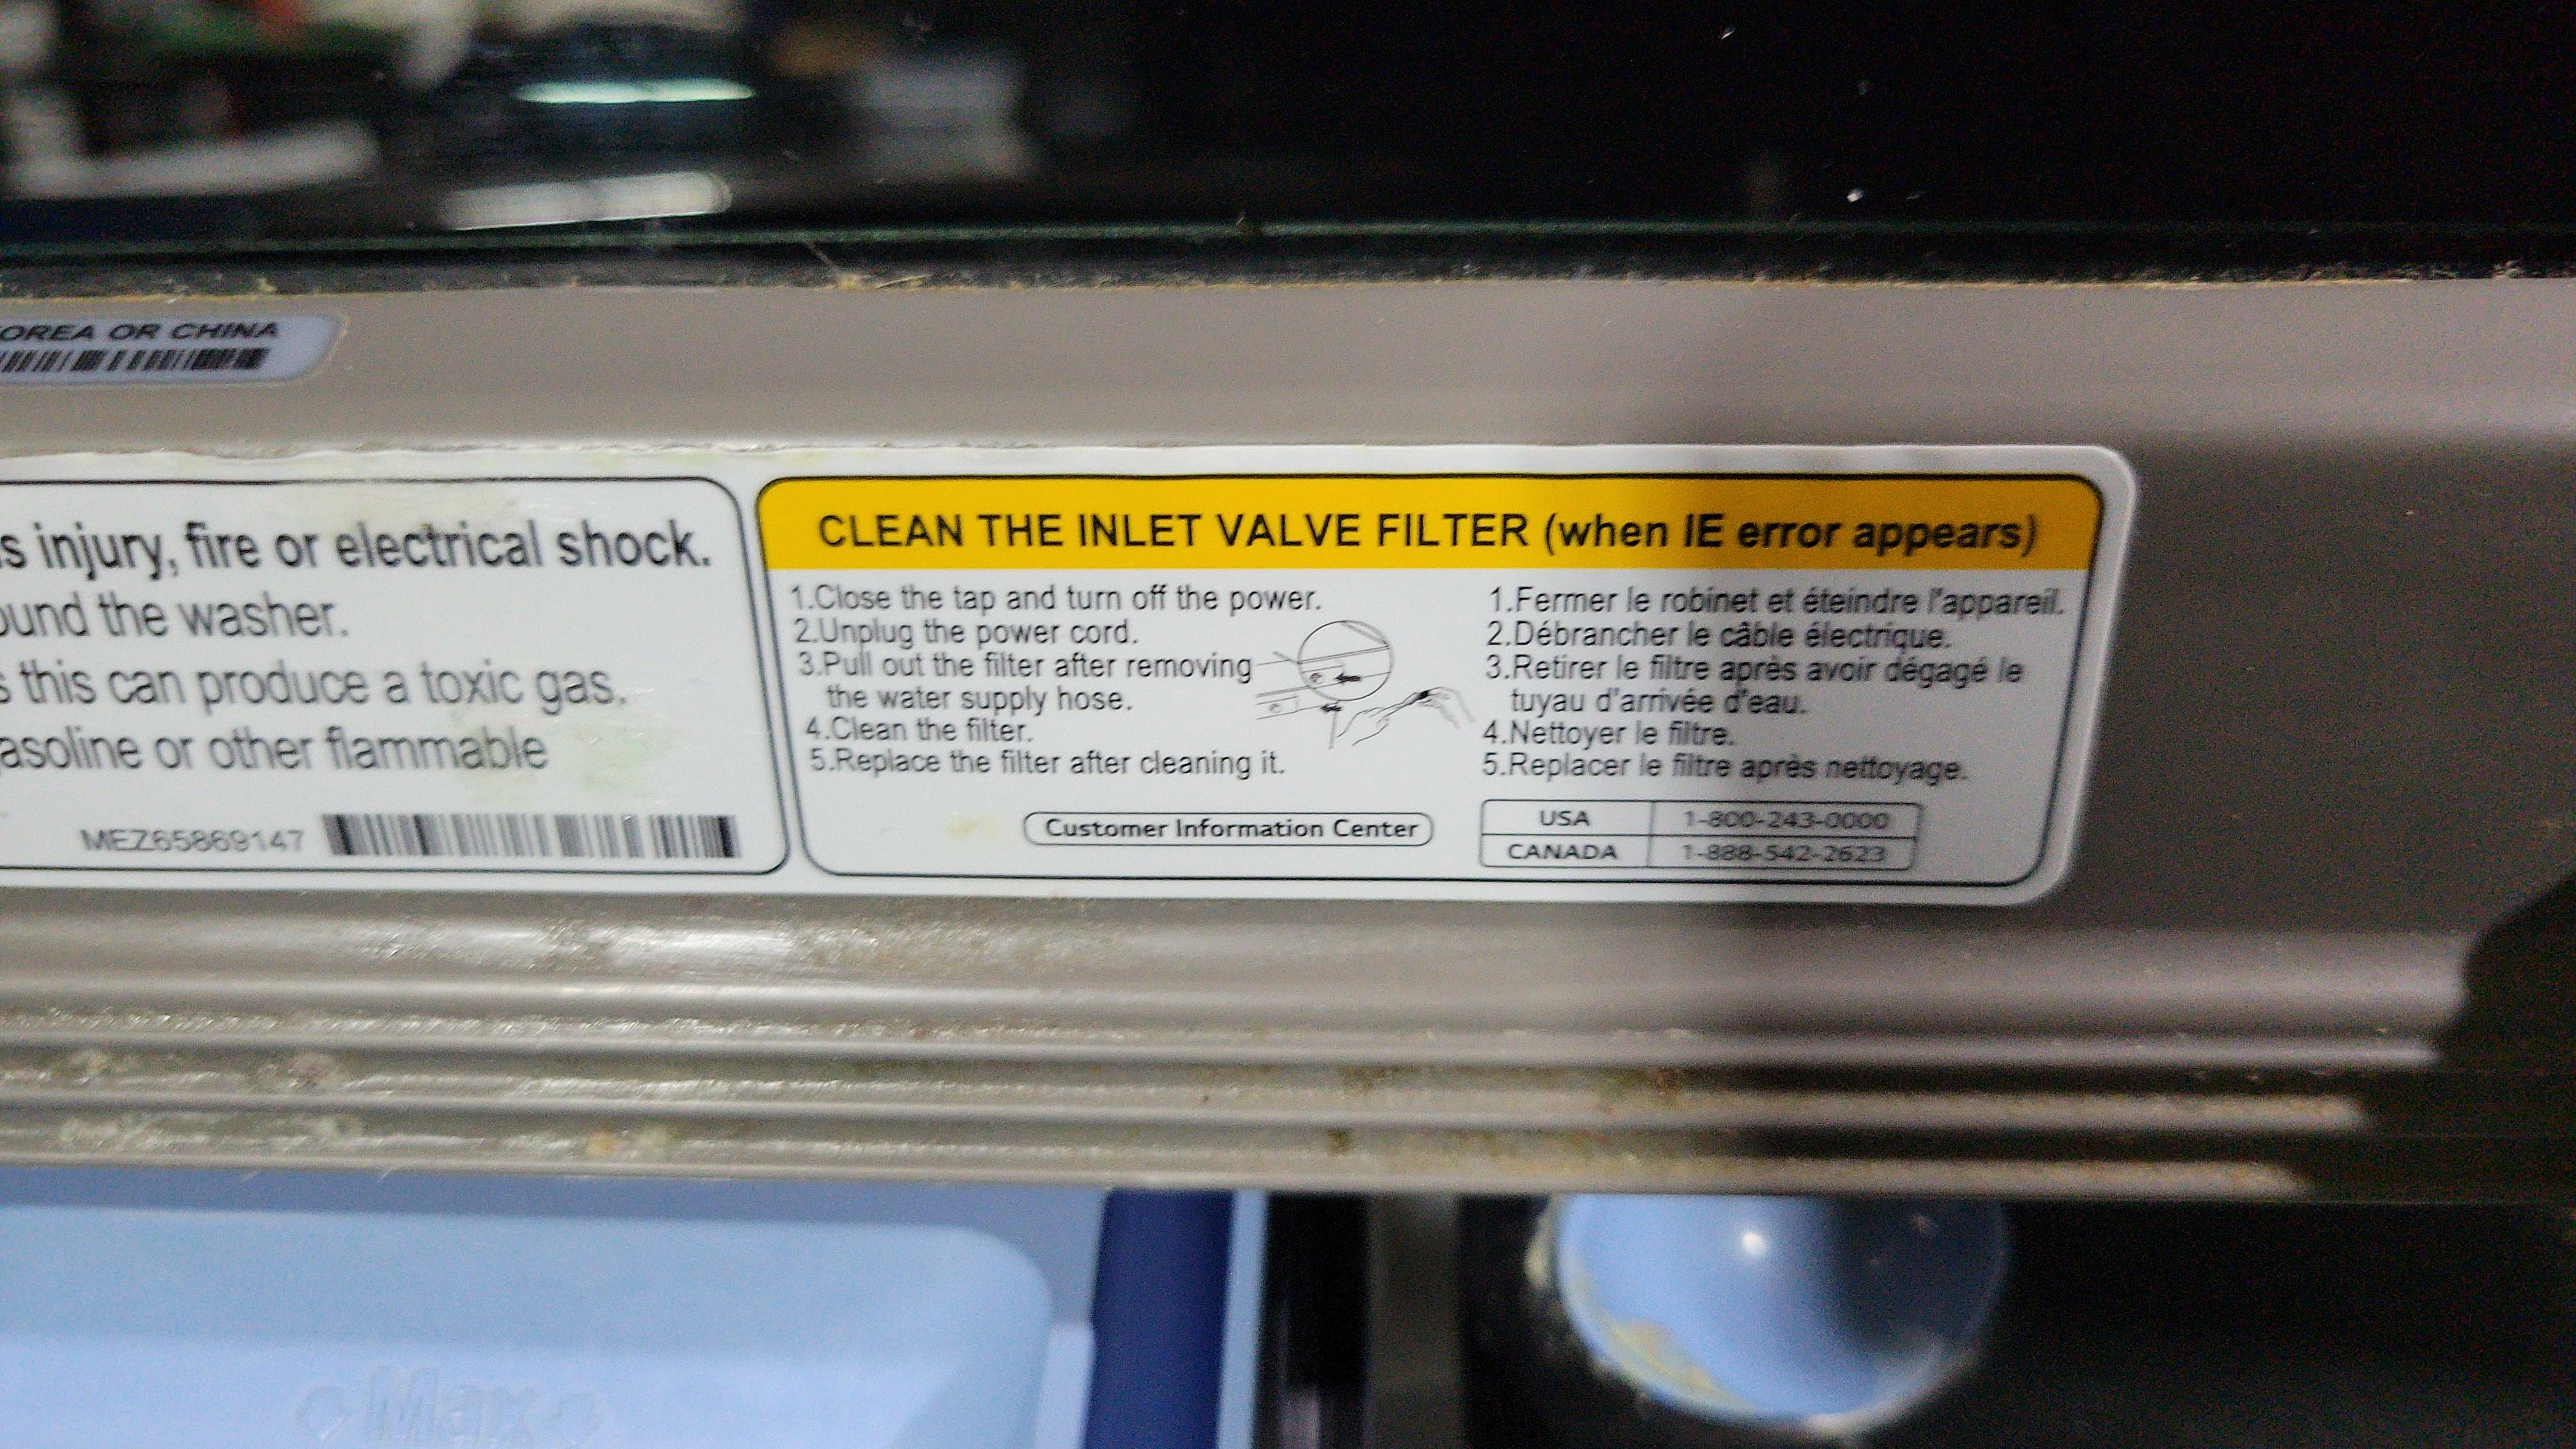 OREA OR CHINA
s injury, fire or electrical shock.
ound the washer.
s this can produce a toxic gas.
asoline or other flammable
MEZ65869147
CLEAN THE INLET VALVE FILTER (when IE error appears)
1.Close the tap and turn off the power.
2.Unplug the power cord.
3.Pull out the filter after removing
the water supply hose.
4.Clean the filter.
5.Replace the filter after cleaning it.
1.Fermer le robinet et éteindre l'appareil.
2.Débrancher le câble électrique.
3.Retirer le filtre après avoir dégagé le
tuyau d'arrivée d'eau.
4.Nettoyer le filtre.
5.Replacer le filtre après nettoyage.
Customer Information Center
USA 1-800-243-0000
CANADA 1-888-542-2623
Max